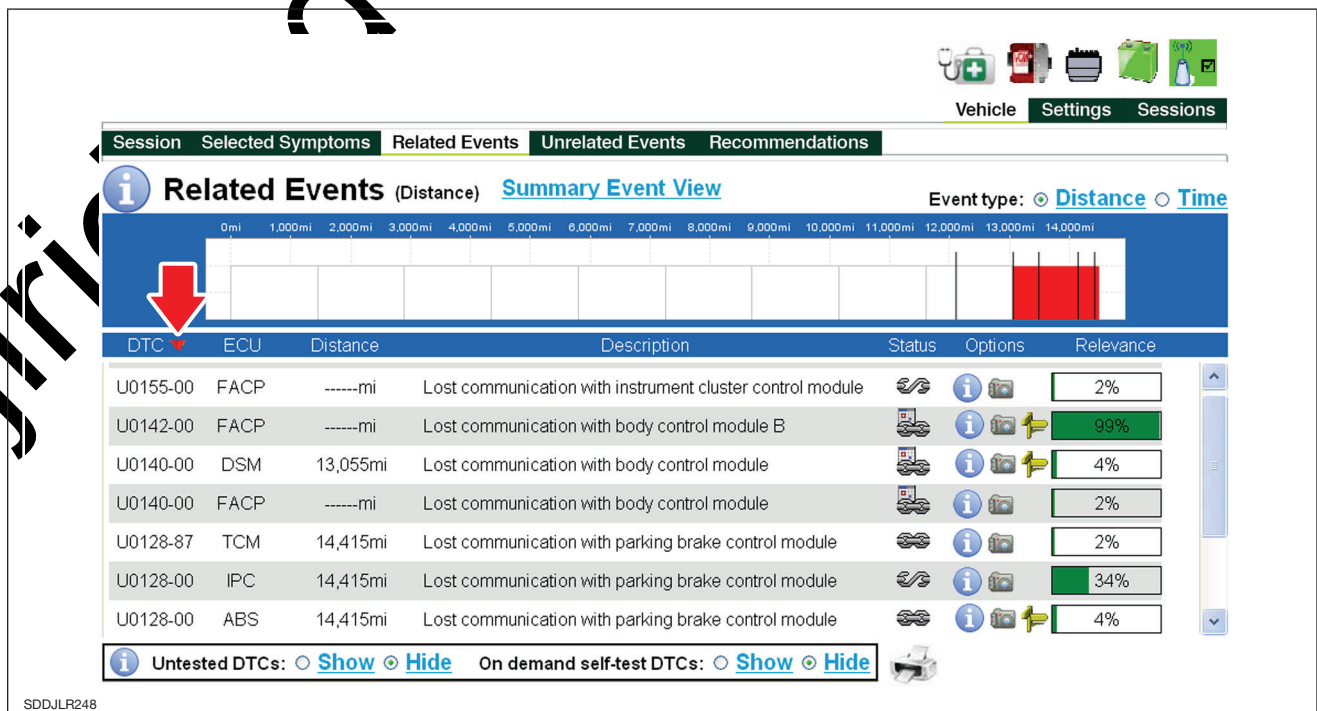 Vehicle Settings Sessions
Session Selected Symptoms Related Events Unrelated Events Recommendations
Related Events (Distance) Summary Event View
Event type: Distance Time
0mi 1,000mi 2,000mi 3,000mi 4,000mi 5,000mi 6,000mi 7,000mi 8,000mi 9,000mi 10,000mi 11,000mi 12,000mi 13,000mi 14,000mi
DTC ECU Distance Description Status Options Relevance
U0155-00 FACP ------mi Lost communication with instrument cluster control module 2%
U0142-00 FACP ------mi Lost communication with body control module B 99%
U0140-00 DSM 13,055mi Lost communication with body control module 4%
U0140-00 FACP ------mi Lost communication with body control module 2%
U0128-87 TCM 14,415mi Lost communication with parking brake control module 2%
U0128-00 IPC 14,415mi Lost communication with parking brake control module 34%
U0128-00 ABS 14,415mi Lost communication with parking brake control module 4%
Untested DTCs: Show Hide On demand self-test DTCs: Show Hide
SDDJLR248